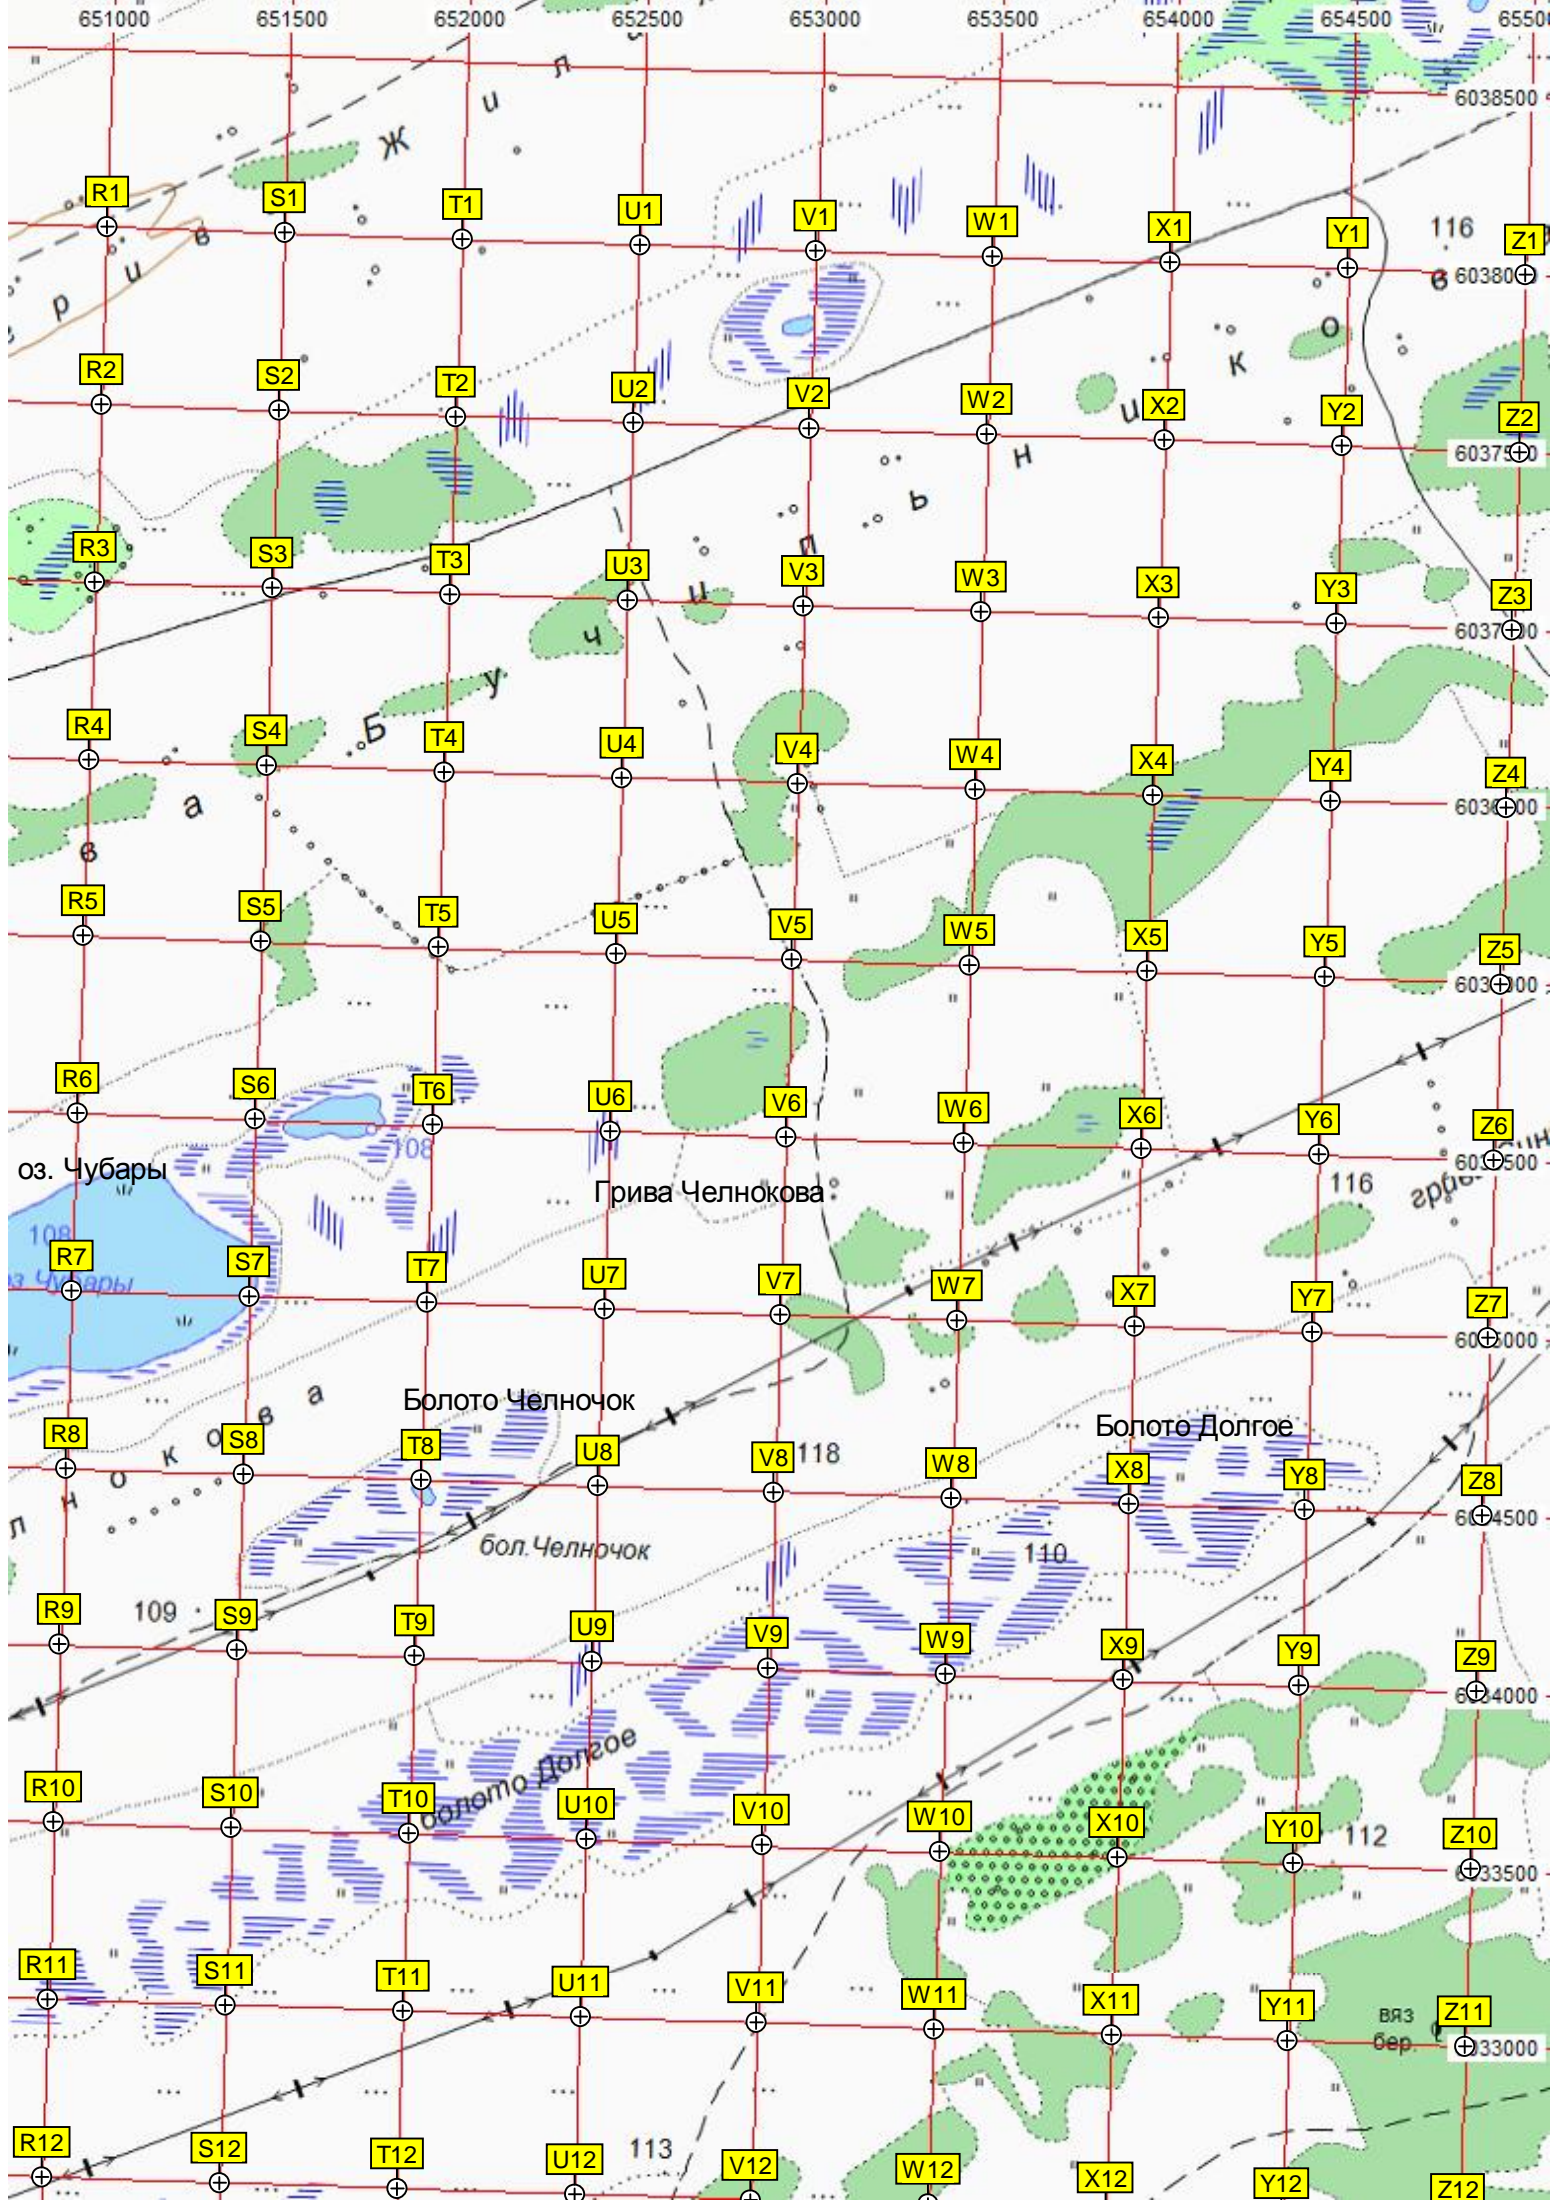 651000 651500 652000 652500 653000 653500 654000 654500
6038500
Ж и л
R1 S1 T1 U1 V1 W1 X1 Y1 116 Z1
р и в
6038000
R2 S2 T2 U2 V2 W2 X2 Y2 Z2
R3 S3 T3 U3 V3 W3 X3 Y3 Z3
Б у ч и л ь н и к о в
R4 S4 T4 U4 V4 W4 X4 Y4 Z4
в а
R5 S5 T5 U5 V5 W5 X5 Y5 Z5
R6 S6 T6 U6 V6 W6 X6 Y6 Z6
108
оз. Чубары
Грива Челнокова
116
108
R7 S7 T7 U7 V7 W7 X7 Y7 Z7
Чубары
Болото Челночок
Болото Долгое
л н о к о в а
R8 S8 T8 U8 V8 118 W8 X8 Y8 Z8
бол.Челночок
110
109
R9 S9 T9 U9 V9 W9 X9 Y9 Z9
болото Долгое
R10 S10 T10 U10 V10 W10 X10 Y10 112 Z10
R11 S11 T11 U11 V11 W11 X11 Y11 Z11
вяз
бер.
R12 S12 T12 U12 113 V12 W12 X12 Y12 Z12